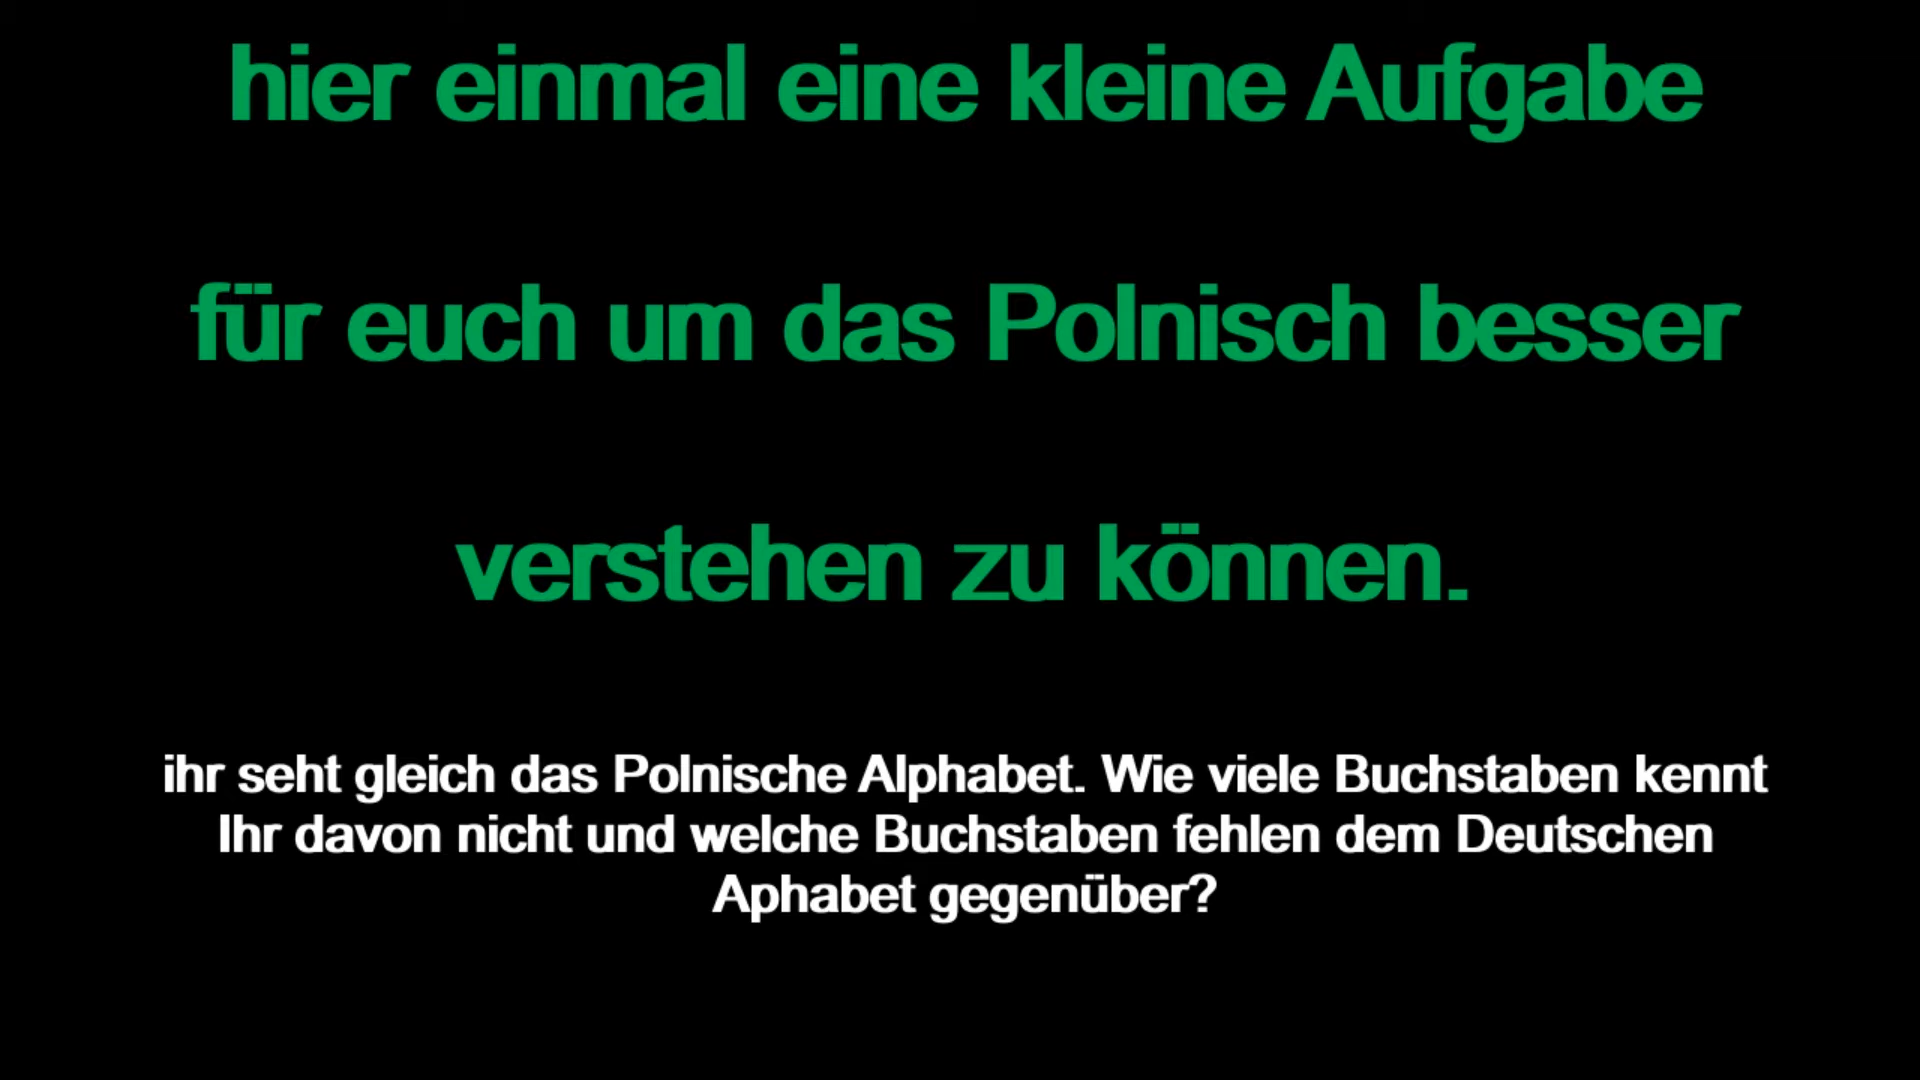 hier einmal eine kleine Aufgabe
für euch um das Polnisch besser
verstehen zu können.
ihr seht gleich das Polnische Alphabet. Wie viele Buchstaben kennt
Ihr davon nicht und welche Buchstaben fehlen dem Deutschen
Aphabet gegenüber?